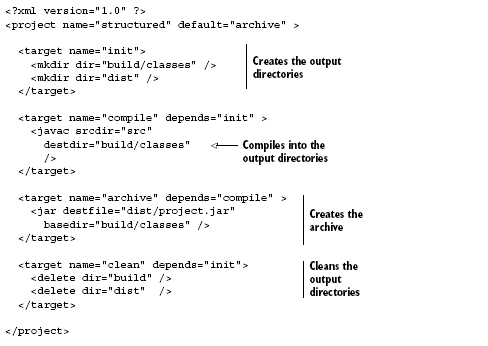 <?xml version="1.0" ?>
<project name="structured" default="archive" >
<target name="init">
<mkdir dir="build/classes" />
<mkdir dir="dist" />
</target>
Creates the output
directories
<target name="compile" depends="init" >
<javac srcdir="src"
destdir="build/classes"
/>
</target>
Compiles into the
output directories
<target name="archive" depends="compile" >
<jar destfile="dist/project.jar"
basedir="build/classes" />
</target>
Creates the
archive
<target name="clean" depends="init">
<delete dir="build" />
<delete dir="dist" />
</target>
Cleans the
output
directories
</project>